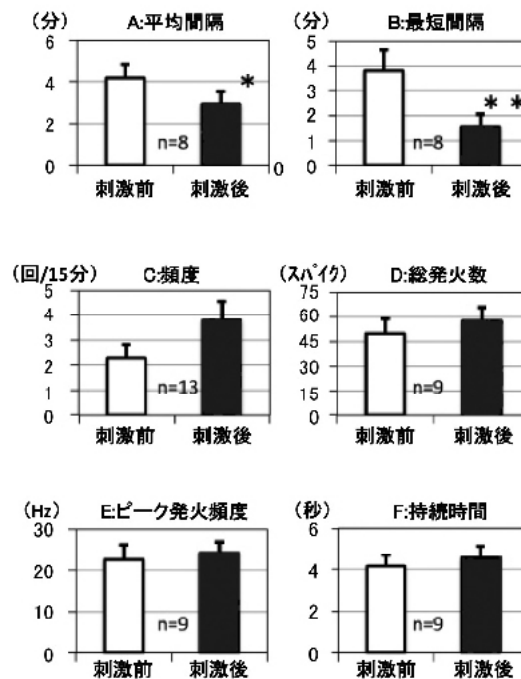 (分) A:平均間隔
6
4
2
0
*
n=8
刺激前 刺激後
(分) B:最短間隔
5
4
3
2
1
0
* *
n=8
0
刺激前 刺激後
(回/15分) C:頻度
5
4
3
2
1
0
n=13
刺激前 刺激後
(スパイク) D:総発火数
75
60
45
30
15
0
n=9
刺激前 刺激後
(Hz) E:ピーク発火頻度
30
20
10
0
n=9
刺激前 刺激後
(秒) F:持続時間
6
4
2
0
n=9
刺激前 刺激後